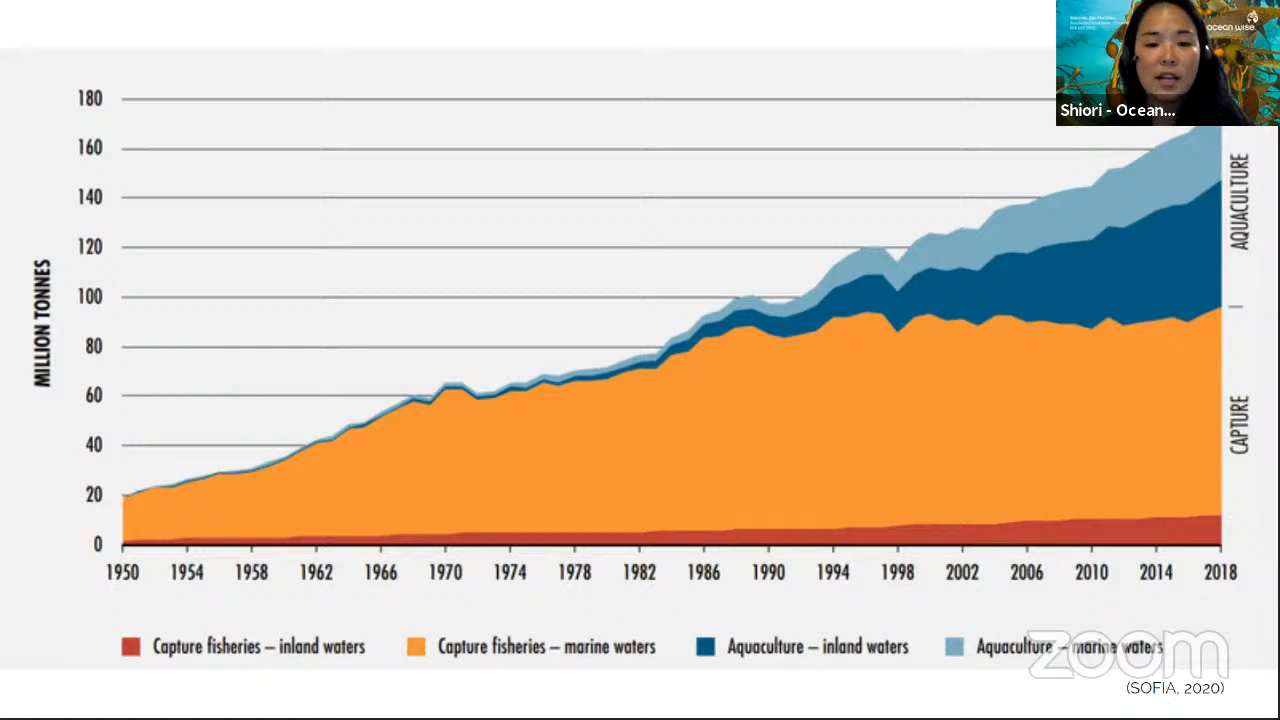 ocean wise.
Shiori - Ocean...
180
160
140
120
100
80
60
40
20
0
MILLION TONNES
AQUACULTURE
CAPTURE
1950 1954 1958 1962 1966 1970 1974 1978 1982 1986 1990 1994 1998 2002 2006 2010 2014 2018
Capture fisheries – inland waters Capture fisheries – marine waters Aquaculture – inland waters Aquaculture – marine waters
zoom
(SOFIA, 2020)